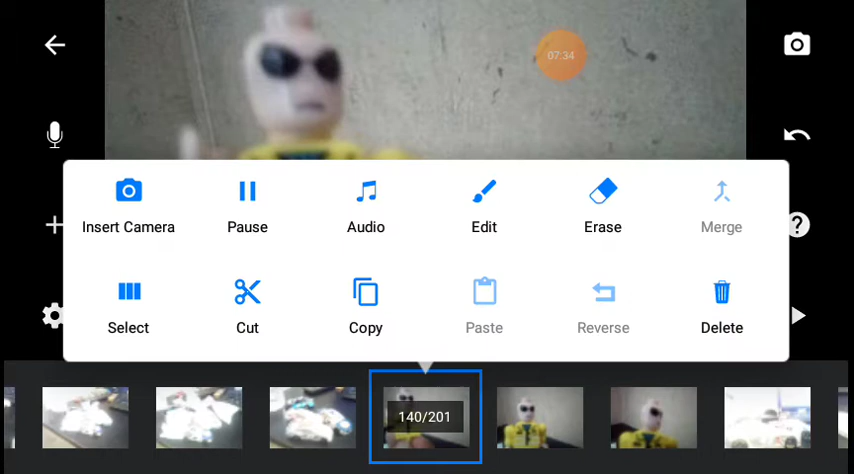 07:34
Insert Camera Pause Audio Edit Erase Merge
?
Select Cut Copy Paste Reverse Delete
140/201